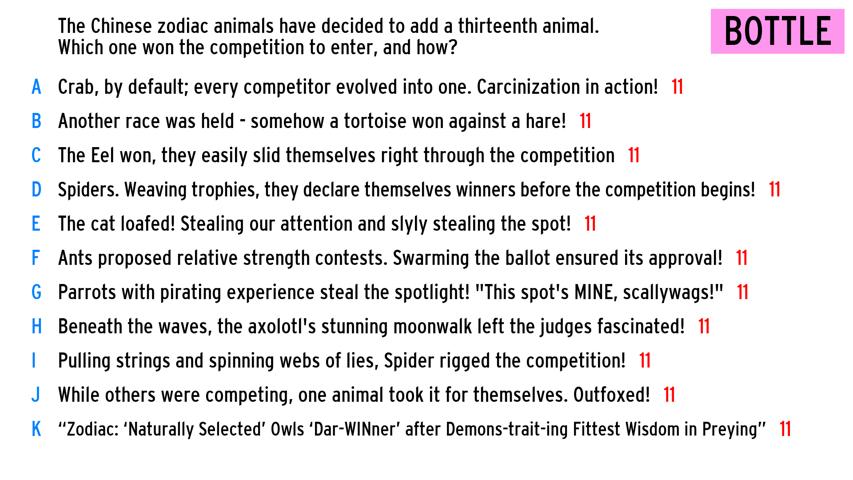 The Chinese zodiac animals have decided to add a thirteenth animal.
Which one won the competition to enter, and how?
BOTTLE
A Crab, by default; every competitor evolved into one. Carcinization in action! 11
B Another race was held - somehow a tortoise won against a hare! 11
C The Eel won, they easily slid themselves right through the competition 11
D Spiders. Weaving trophies, they declare themselves winners before the competition begins! 11
E The cat loafed! Stealing our attention and slyly stealing the spot! 11
F Ants proposed relative strength contests. Swarming the ballot ensured its approval! 11
G Parrots with pirating experience steal the spotlight! "This spot's MINE, scallywags!" 11
H Beneath the waves, the axolotl's stunning moonwalk left the judges fascinated! 11
I Pulling strings and spinning webs of lies, Spider rigged the competition! 11
J While others were competing, one animal took it for themselves. Outfoxed! 11
K “Zodiac: ‘Naturally Selected’ Owls ‘Dar-WINner’ after Demons-trait-ing Fittest Wisdom in Preying” 11